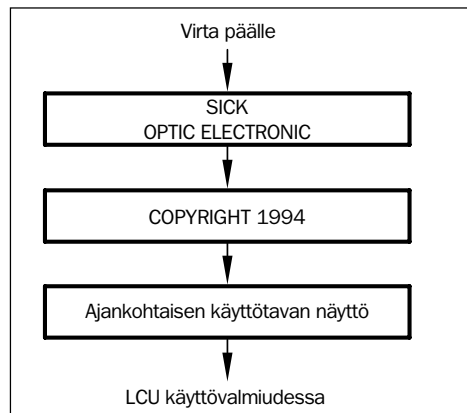 Virta päälle
SICK
OPTIC ELECTRONIC
COPYRIGHT 1994
Ajankohtaisen käyttötavan näyttö
LCU käyttövalmiudessa